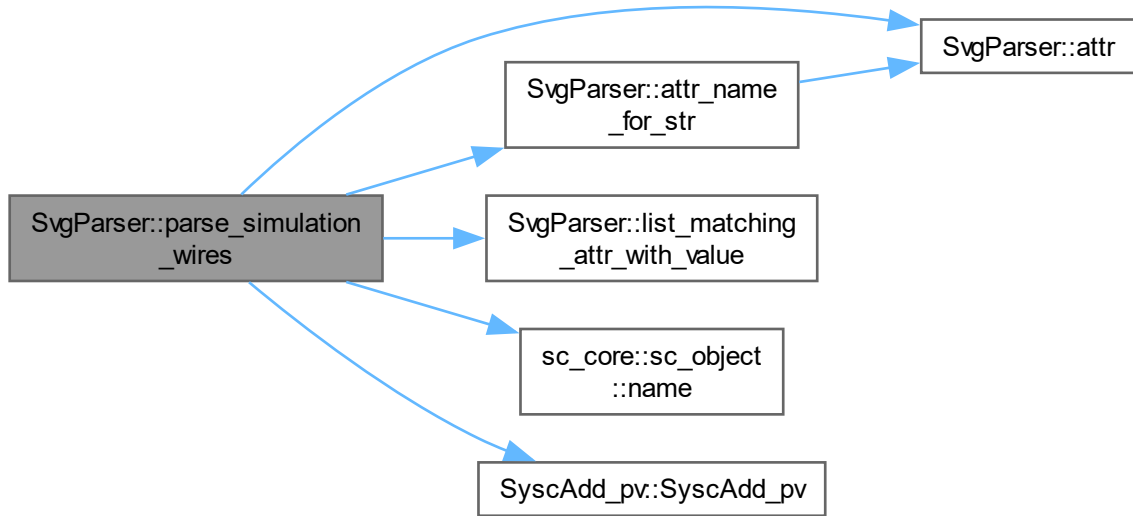 SvgParser::attr
SvgParser::attr_name
_for_str
SvgParser::parse_simulation
_wires
SvgParser::list_matching
_attr_with_value
sc_core::sc_object
::name
SyscAdd_pv::SyscAdd_pv